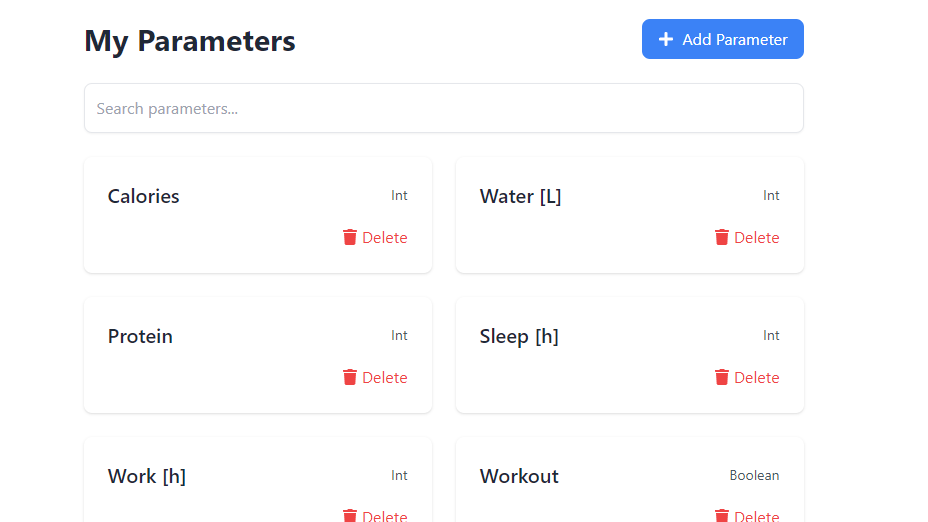 My Parameters
Add Parameter
Search parameters...
Calories Int
Delete
Water [L] Int
Delete
Protein Int
Delete
Sleep [h] Int
Delete
Work [h] Int
Delete
Workout Boolean
Delete